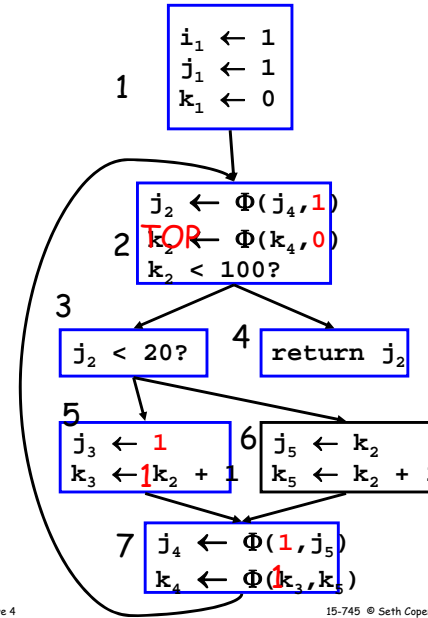 1
i₁ ← 1
j₁ ← 1
k₁ ← 0
2
j₂ ← Φ(j₄,1)
TOP
k₂ ← Φ(k₄,0)
k₂ < 100?
3
j₂ < 20?
4
return j₂
5
j₃ ← 1
k₃ ← 1 k₂ + 1
6
j₅ ← k₂
k₅ ← k₂ +
7
j₄ ← Φ(1,j₅)
k₄ ← Φ(k₃,k₅)
1
e 4
15-745 © Seth Cope